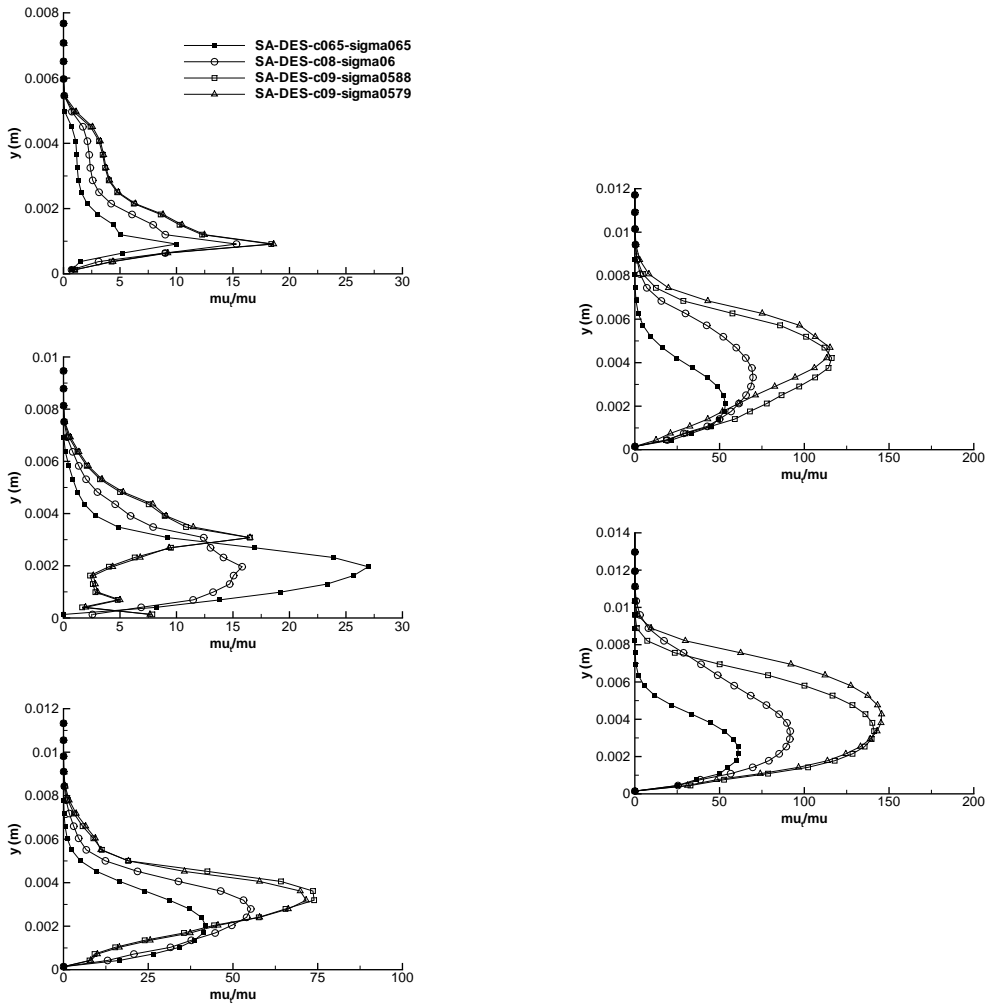 0.008
0.006
0.004
0.002
0
y (m)
SA-DES-c065-sigma065
SA-DES-c08-sigma06
SA-DES-c09-sigma0588
SA-DES-c09-sigma0579
0 5 10 15 20 25 30
mu_t/mu
0.01
0.008
0.006
0.004
0.002
0
y (m)
0 5 10 15 20 25 30
mu_t/mu
0.012
0.01
0.008
0.006
0.004
0.002
0
y (m)
0 25 50 75 100
mu_t/mu
0.012
0.01
0.008
0.006
0.004
0.002
0
y (m)
0 50 100 150 200
mu_t/mu
0.014
0.012
0.01
0.008
0.006
0.004
0.002
0
y (m)
0 50 100 150 200
mu_t/mu